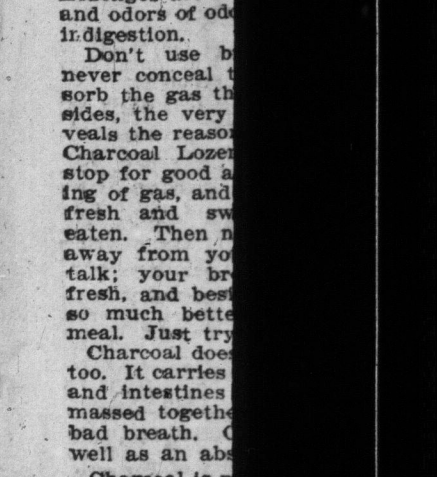 and odors of od
indigestion.
Don't use b
never conceal t
sorb the gas th
sides, the very
veals the reaso
Charcoal Lozen
stop for good a
ing of gas, and
fresh and sw
eaten. Then n
away from yo
talk; your br
fresh, and besi
so much bette
meal. Just try
Charcoal does
too. It carries
and intestines
massed togethe
bad breath. C
well as an abs